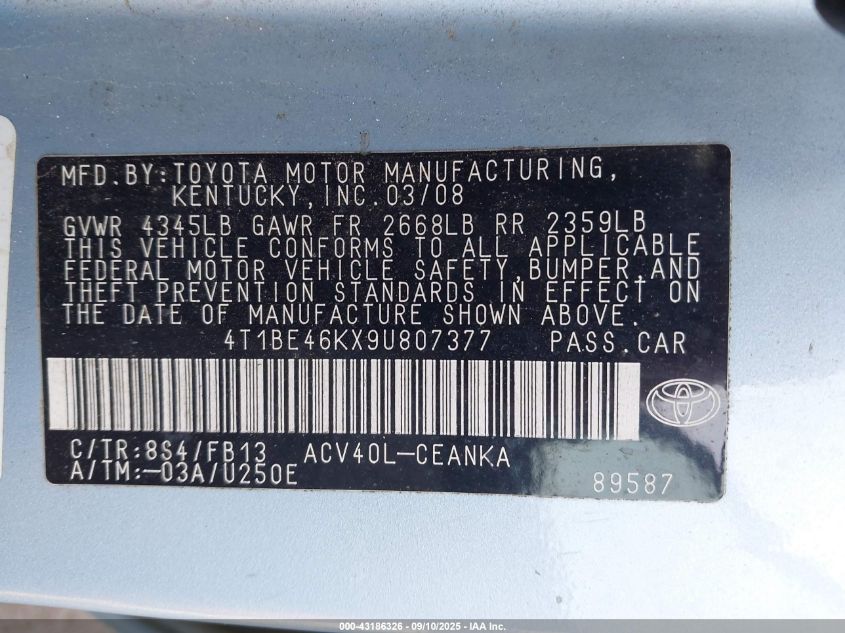 MFD.BY:TOYOTA MOTOR MANUFACTURING,
KENTUCKY,INC.03/08
GVWR 4345LB GAWR FR 2668LB RR 2359LB
THIS VEHICLE CONFORMS TO ALL APPLICABLE
FEDERAL MOTOR VEHICLE SAFETY,BUMPER,AND
THEFT PREVENTION STANDARDS IN EFFECT ON
THE DATE OF MANUFACTURE SHOWN ABOVE.
4T1BE46KX9U807377 PASS.CAR
C/TR:8S4/FB13 ACV40L-CEANKA
A/TM:-03A/U250E
89587
000-43186326 - 09/10/2025 - IAA Inc.